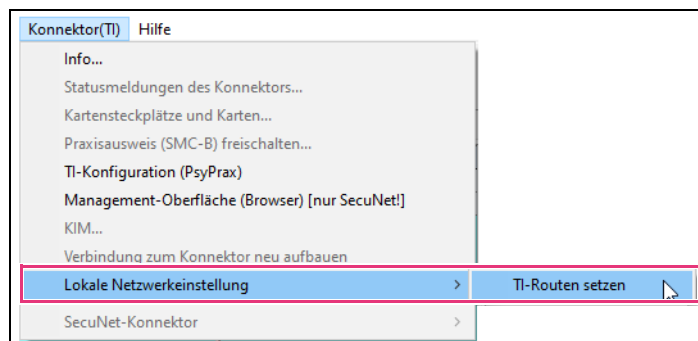 Konnektor(TI) Hilfe
Info...
Statusmeldungen des Konnektors...
Kartensteckplätze und Karten...
Praxisausweis (SMC-B) freischalten...
TI-Konfiguration (PsyPrax)
Management-Oberfläche (Browser) [nur SecuNet!]
KIM...
Verbindung zum Konnektor neu aufbauen
Lokale Netzwerkeinstellung > TI-Routen setzen
SecuNet-Konnektor >